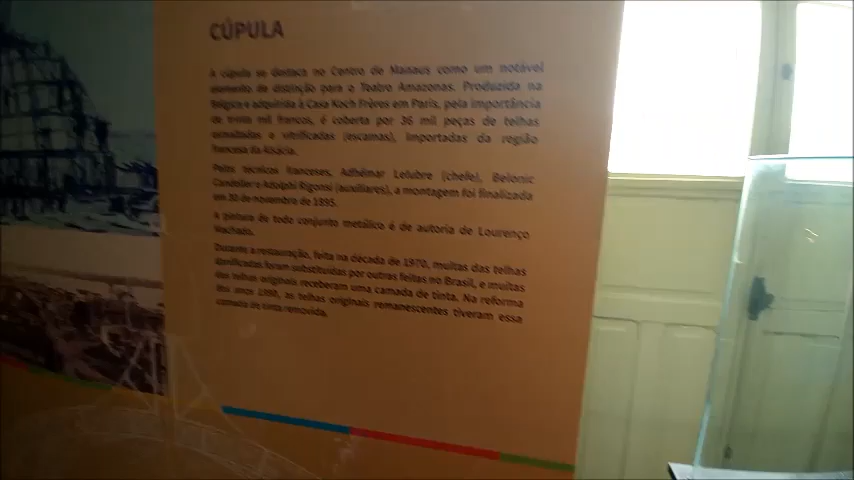 CÚPULA
A cúpula se destaca no Centro de Manaus como um notável
elemento de distinção para o Teatro Amazonas. Produzida na
Bélgica e adquirida à Casa Koch Frères em Paris, pela importância
de trinta mil francos, é coberta por 36 mil peças de telhas
esmaltadas e vitrificadas (escamas), importadas da região
francesa da Alsácia.
Pelos técnicos franceses, Adhémar Lelubre (chefe), Belonic
e Adolphi Rigonsi (auxiliares), a montagem foi finalizada
em 30 de novembro de 1895.
A pintura de todo conjunto metálico é de autoria de Lourenço
Machado.
Durante a restauração, feita na década de 1970, muitas das telhas
danificadas foram substituídas por outras feitas no Brasil, e muitas
das telhas originais receberam uma camada de tinta. Na reforma
dos anos 1990, as telhas originais remanescentes tiveram essa
camada de tinta removida.